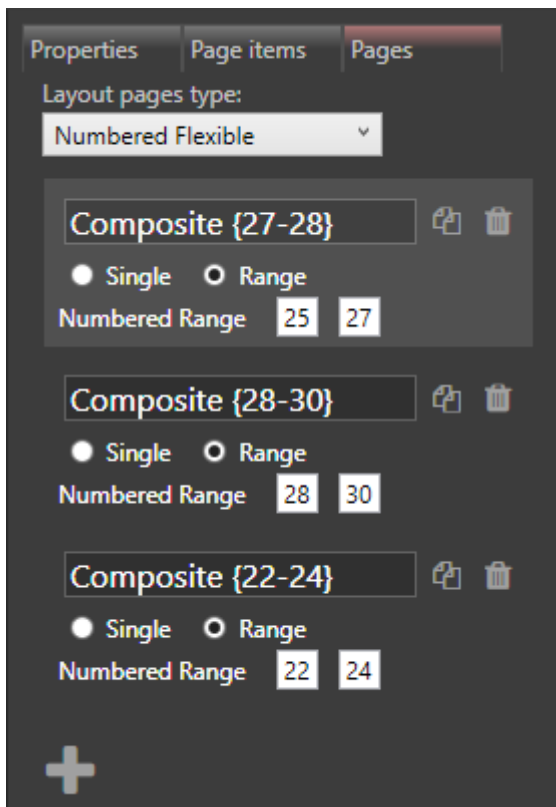 Properties Page items Pages
Layout pages type:
Numbered Flexible
Composite {27-28}
Single Range
Numbered Range 25 27
Composite {28-30}
Single Range
Numbered Range 28 30
Composite {22-24}
Single Range
Numbered Range 22 24